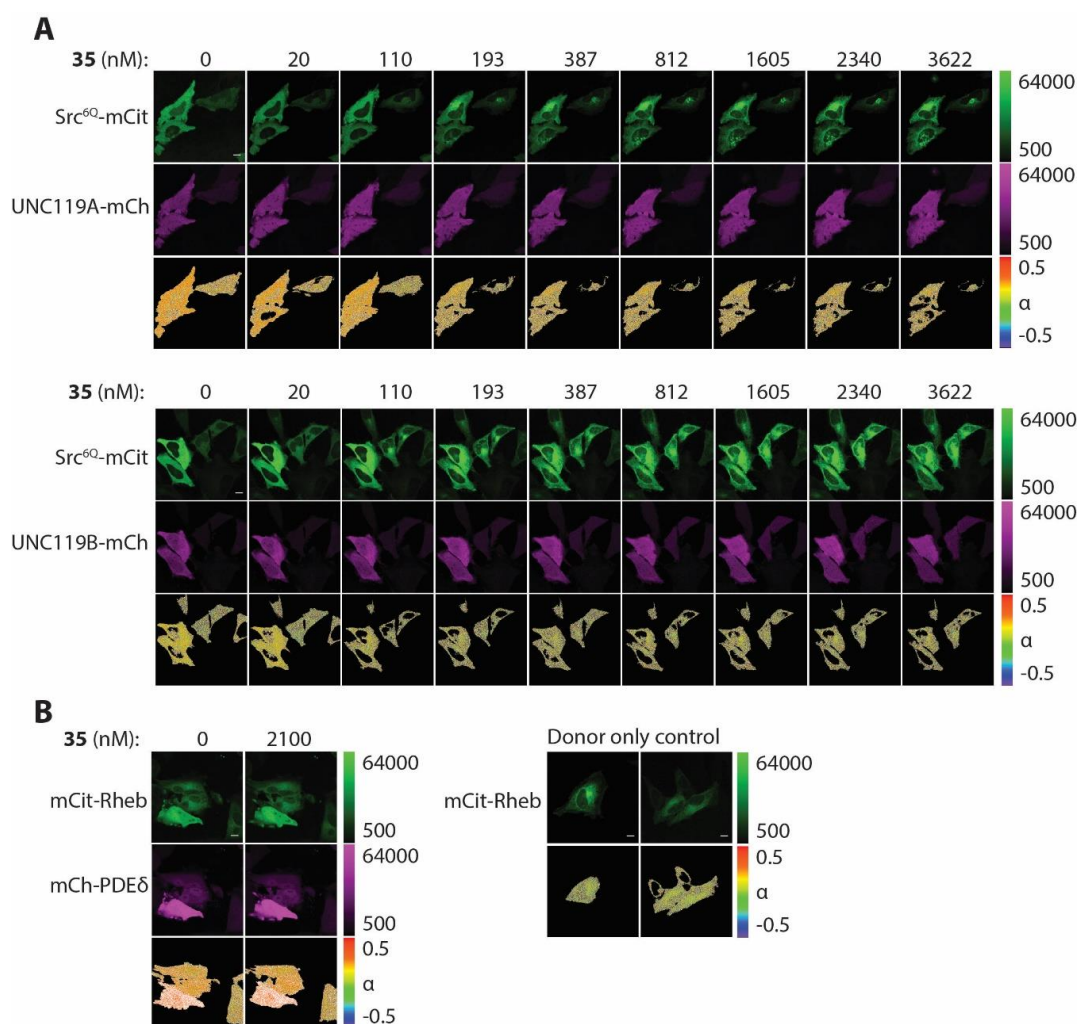 A
35 (nM): 0 20 110 193 387 812 1605 2340 3622
Src6Q-mCit
64000
500
UNC119A-mCh
64000
500
0.5
α
-0.5
35 (nM): 0 20 110 193 387 812 1605 2340 3622
Src6Q-mCit
64000
500
UNC119B-mCh
64000
500
0.5
α
-0.5
B
35 (nM): 0 2100
mCit-Rheb
64000
500
mCh-PDEδ
64000
500
0.5
α
-0.5
Donor only control
mCit-Rheb
64000
500
0.5
α
-0.5